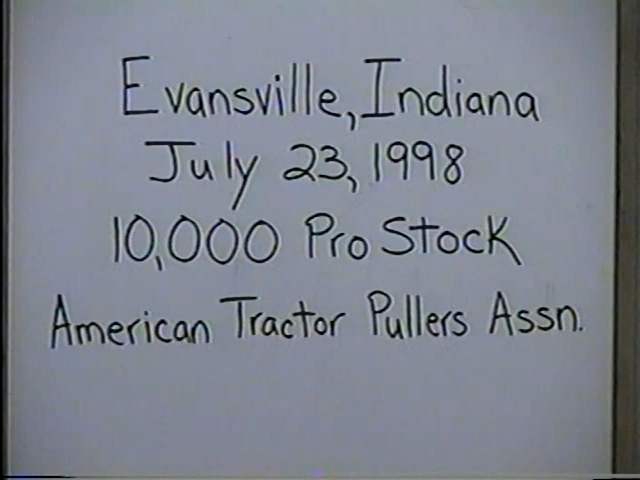 Evansville, Indiana
July 23, 1998
10,000 Pro Stock
American Tractor Pullers Assn.